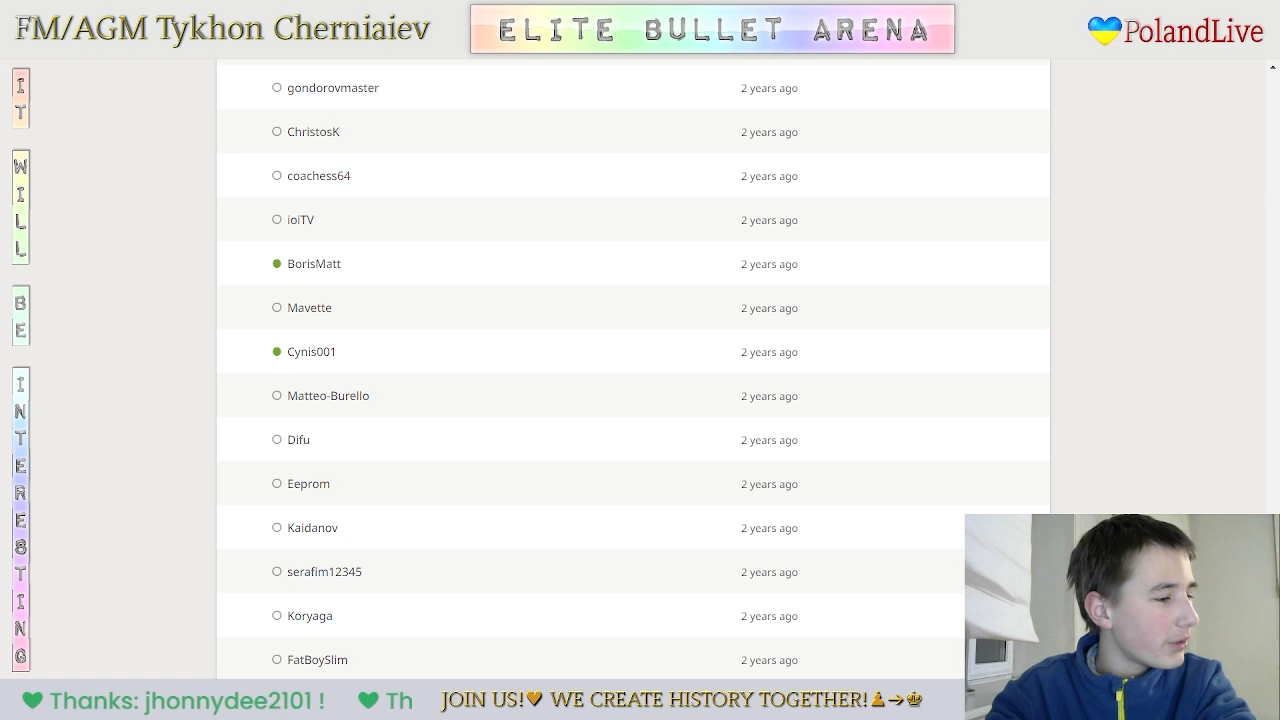 FM/AGM Tykhon Cherniaiev
ELITE BULLET ARENA
PolandLive
IT
WILL
BE
INTERESTING
gondorovmaster 2 years ago
ChristosK 2 years ago
coachess64 2 years ago
ioiTV 2 years ago
BorisMatt 2 years ago
Mavette 2 years ago
Cynis001 2 years ago
Matteo-Burello 2 years ago
Difu 2 years ago
Eeprom 2 years ago
Kaidanov 2 years ago
serafim12345 2 years ago
Koryaga 2 years ago
FatBoySlim 2 years ago
Thanks: jhonnydee2101 ! Th
JOIN US!♥ WE CREATE HISTORY TOGETHER!♟→♚